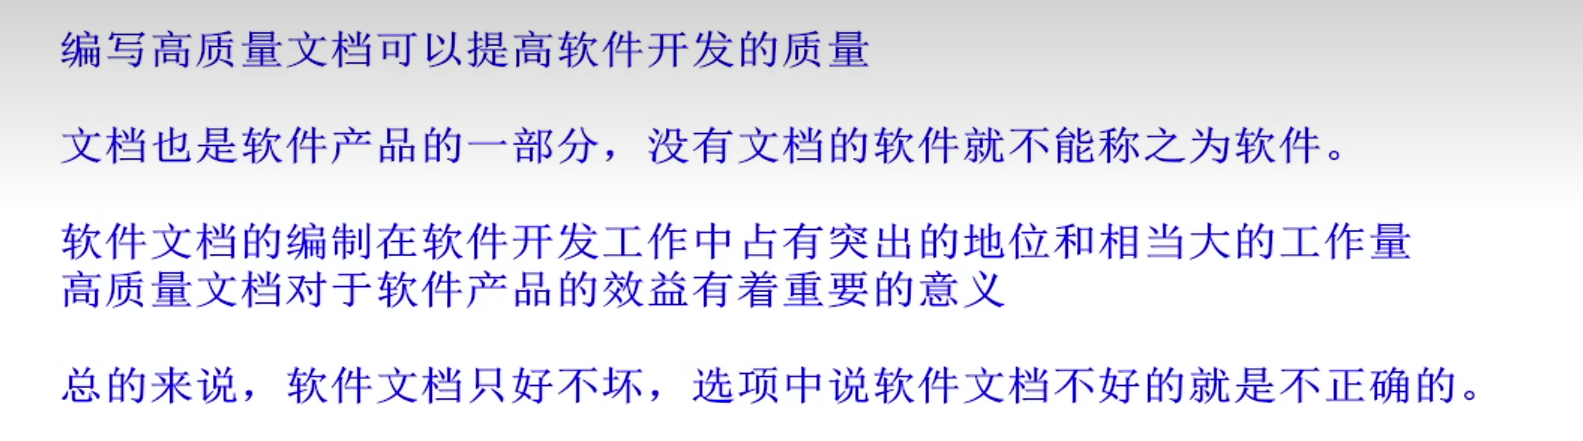 编写高质量文档可以提高软件开发的质量
文档也是软件产品的一部分，没有文档的软件就不能称之为软件。
软件文档的编制在软件开发工作中占有突出的地位和相当大的工作量
高质量文档对于软件产品的效益有着重要的意义
总的来说，软件文档只好不坏，选项中说软件文档不好的就是不正确的。